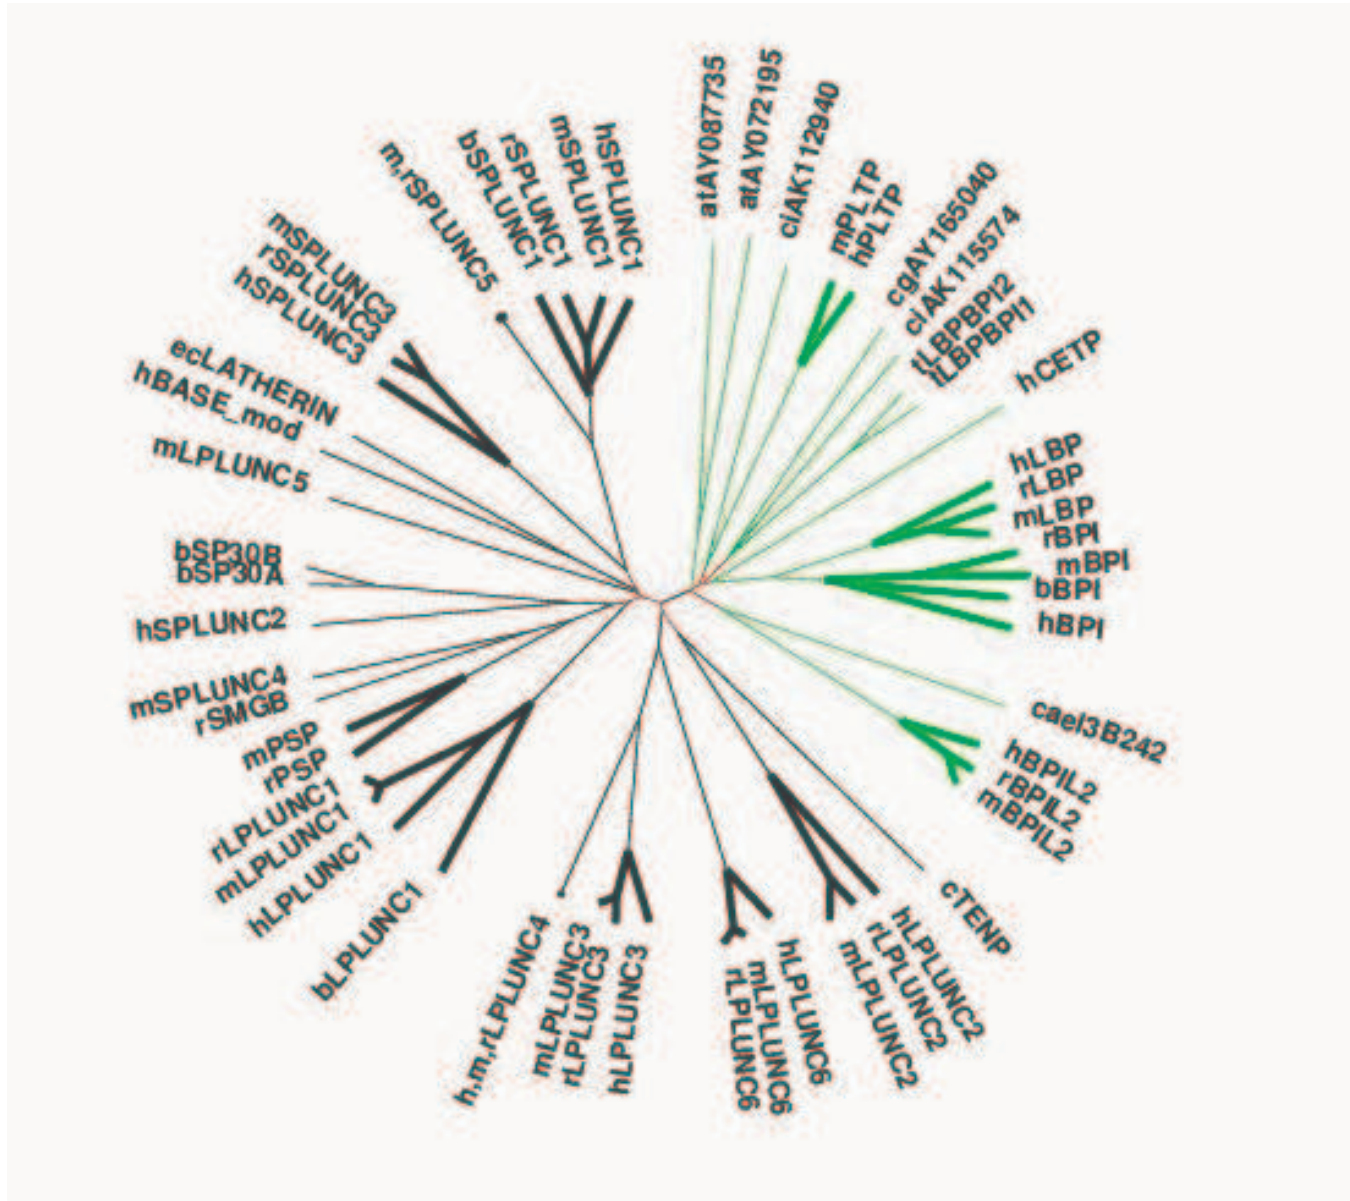 atAY087735
atAY072195
ciAK112940
mPLTP
hPLTP
cgAY165040
ciAK115574
tLBPBPI2
tLBPBPI1
hCETP
hLBP
rLBP
mLBP
rBPI
mBPI
bBPI
hBPI
cael3B242
hBPIL2
rBPIL2
mBPIL2
cTENP
hLPLUNC2
rLPLUNC2
mLPLUNC2
hLPLUNC6
mLPLUNC6
rLPLUNC6
hLPLUNC3
rLPLUNC3
mLPLUNC3
h,m,rLPLUNC4
bLPLUNC1
hLPLUNC1
mLPLUNC1
rLPLUNC1
rPSP
mPSP
rSMGB
mSPLUNC4
hSPLUNC2
bSP30A
bSP30B
mLPLUNC5
hBASE_mod
ecLATHERIN
hSPLUNC3
rSPLUNC3
mSPLUNC3
m,rSPLUNC5
bSPLUNC1
rSPLUNC1
mSPLUNC1
hSPLUNC1